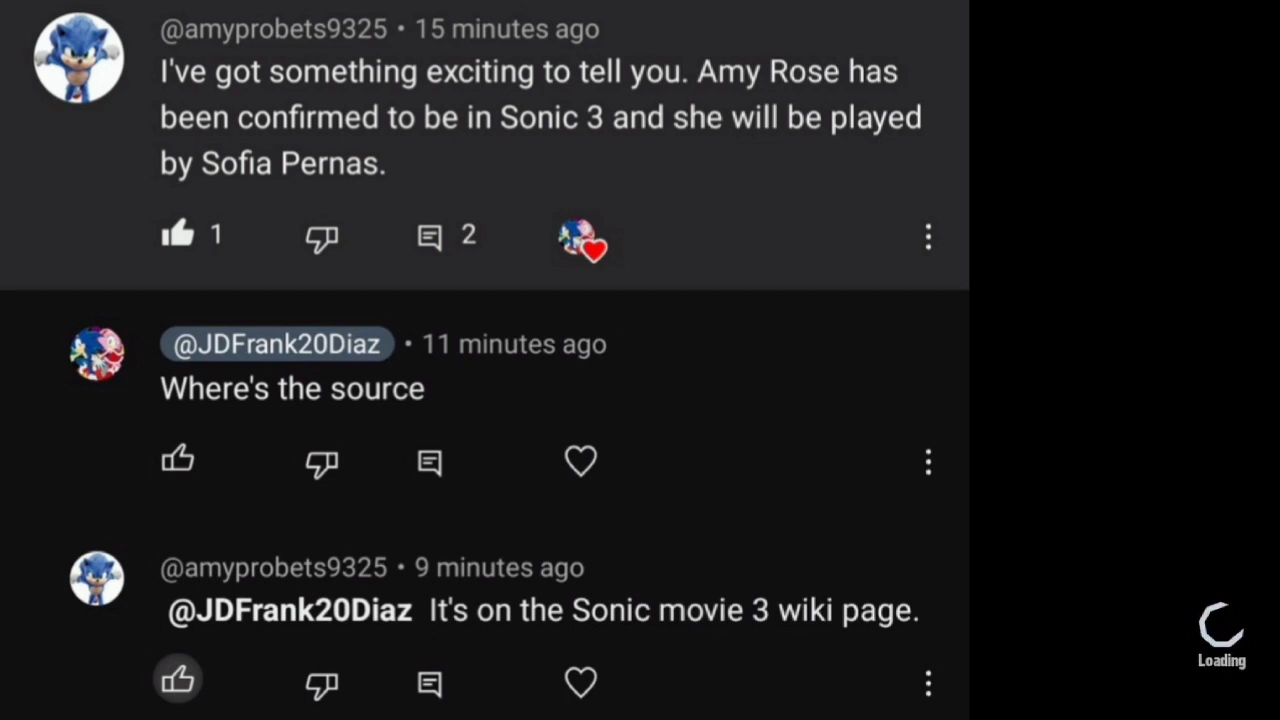 @amyprobets9325 • 15 minutes ago
I've got something exciting to tell you. Amy Rose has
been confirmed to be in Sonic 3 and she will be played
by Sofia Pernas.
1 2
@JDFrank20Diaz • 11 minutes ago
Where's the source
@amyprobets9325 • 9 minutes ago
@JDFrank20Diaz It's on the Sonic movie 3 wiki page.
Loading